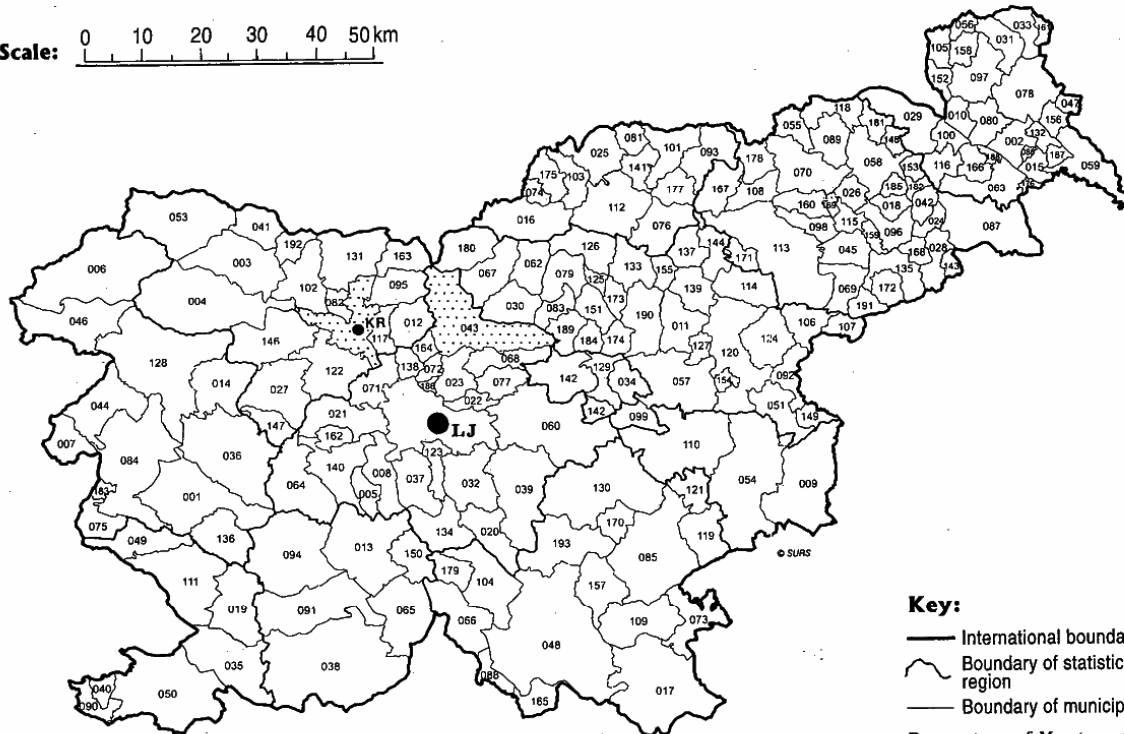 Scale: 0 10 20 30 40 50 km
056 033
105 158 031
152 097
078
047
118 029 010 080 156
055 181 132
089 100 002
081 187
025 101 093 058 116 166 015 059
141 178 153
175 103 070 063
074 177 167 108 026 185
112 160 018 042
016 076 098 115 096 024 087
053 159
041 113 045
192 180 126 144 168 028
131 163 137 171 135 143
006 003 067 062 133 155
102 095 079 125 139 114 069 172
004 082 173 191
030 083 151
KR 012 043 190 011 106 107
046 117 189
146 164 184 174 127 120 124
128 138 072 068
122 129
014 027 071 023 077 142 034 057 154 092
022 051
044 021 142 099 149
147 LJ 060
007 162 110
036 123
084 140 008 037
064 032 130 054 009
183 001 005 039 121
075 170
049 136 013 134 020 119
094 150 193 085
© SURS
111 179 104 157
019 091 065 066 109 073
048
035 038
088 017
040 050 165
090
Key:
International bounda
Boundary of statistic
region
Boundary of municip